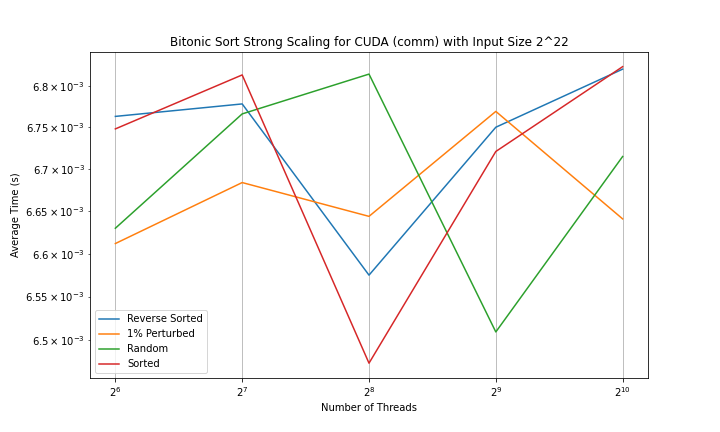 Bitonic Sort Strong Scaling for CUDA (comm) with Input Size 2^22
Average Time (s)
6.8 × 10⁻³
6.75 × 10⁻³
6.7 × 10⁻³
6.65 × 10⁻³
6.6 × 10⁻³
6.55 × 10⁻³
6.5 × 10⁻³
Reverse Sorted
1% Perturbed
Random
Sorted
2⁶ 2⁷ 2⁸ 2⁹ 2¹⁰
Number of Threads